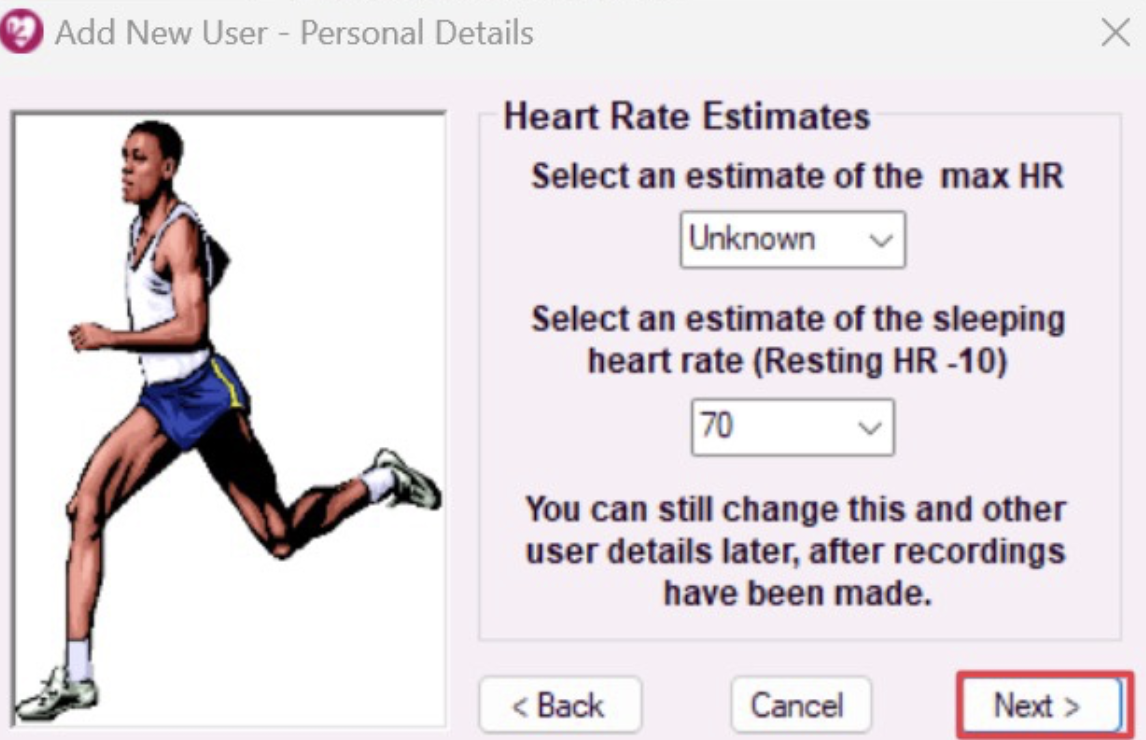 Add New User - Personal Details
Heart Rate Estimates
Select an estimate of the max HR
Unknown
Select an estimate of the sleeping
heart rate (Resting HR -10)
70
You can still change this and other
user details later, after recordings
have been made.
< Back
Cancel
Next >